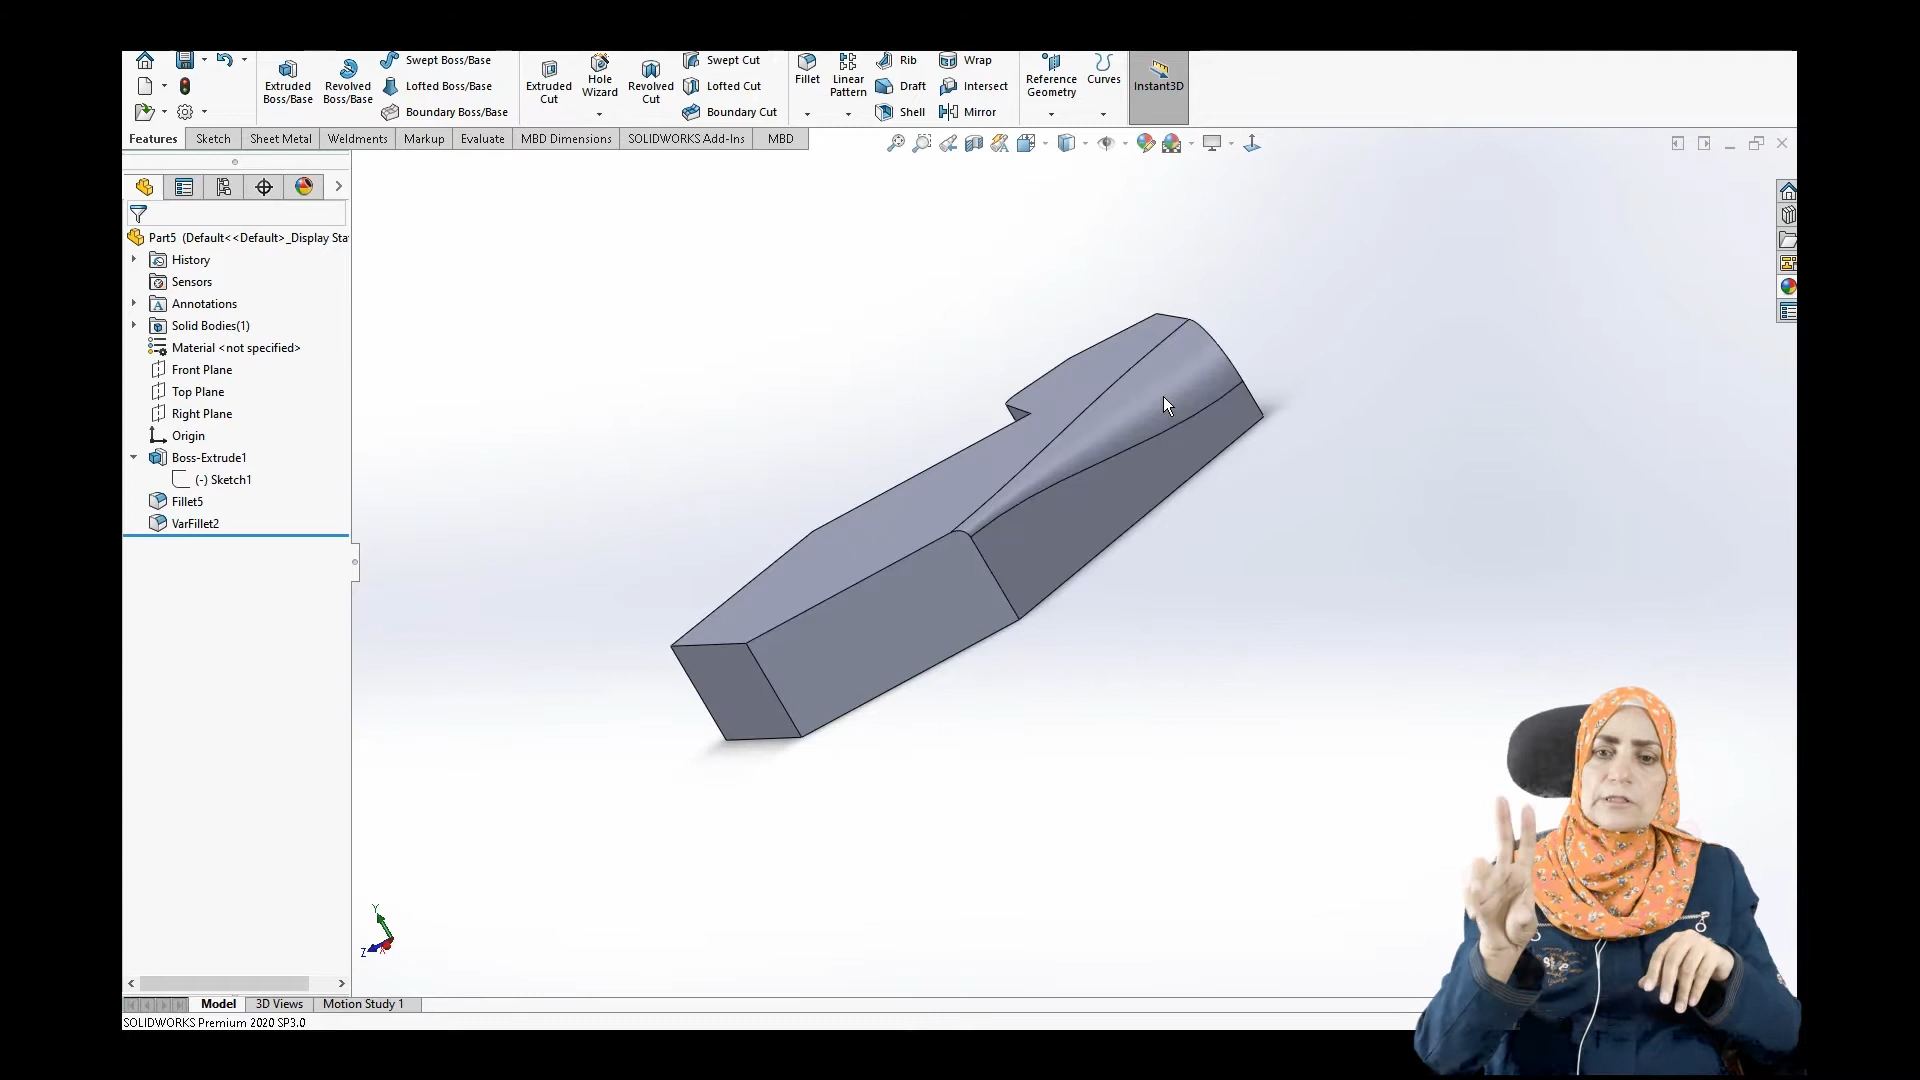 Swept Boss/Base
Swept Cut
Rib
Wrap
Extruded Boss/Base
Revolved Boss/Base
Lofted Boss/Base
Extruded Cut
Hole Wizard
Revolved Cut
Lofted Cut
Fillet
Linear Pattern
Draft
Intersect
Reference Geometry
Curves
Instant3D
Boundary Boss/Base
Boundary Cut
Shell
Mirror
Features
Sketch
Sheet Metal
Weldments
Markup
Evaluate
MBD Dimensions
SOLIDWORKS Add-Ins
MBD
Part5 (Default<<Default>_Display Sta
History
Sensors
Annotations
Solid Bodies(1)
Material <not specified>
Front Plane
Top Plane
Right Plane
Origin
Boss-Extrude1
(-) Sketch1
Fillet5
VarFillet2
Y
Z
X
Model
3D Views
Motion Study 1
SOLIDWORKS Premium 2020 SP3.0